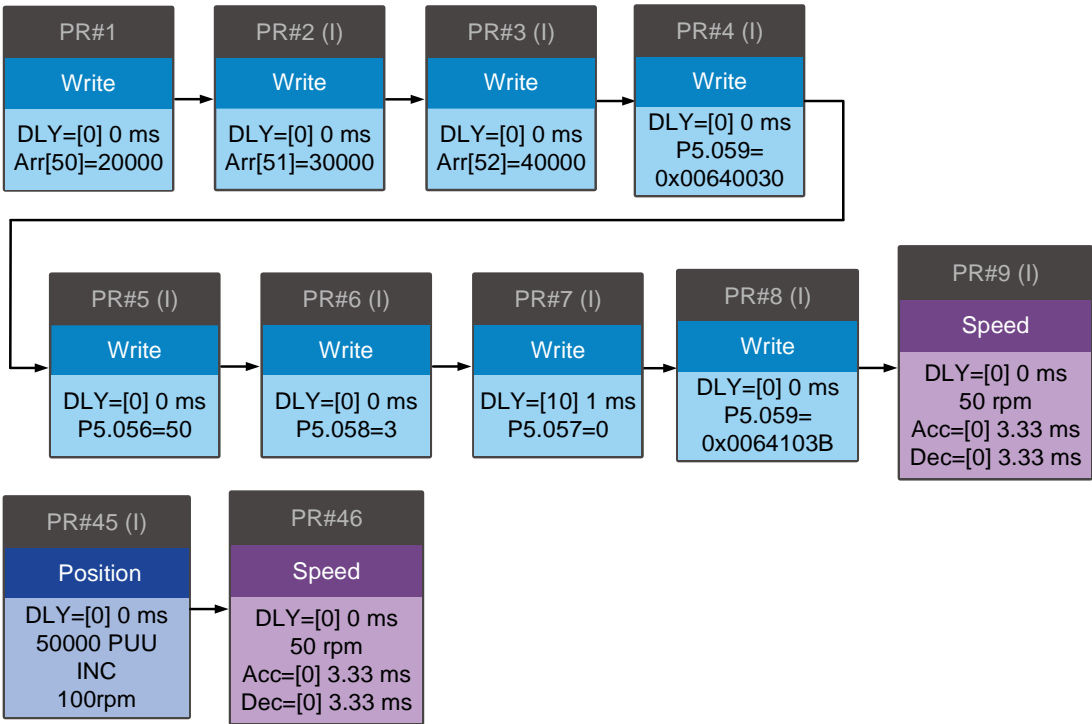 PR#1
Write
DLY=[0] 0 ms
Arr[50]=20000
PR#2 (I)
Write
DLY=[0] 0 ms
Arr[51]=30000
PR#3 (I)
Write
DLY=[0] 0 ms
Arr[52]=40000
PR#4 (I)
Write
DLY=[0] 0 ms
P5.059=
0x00640030
PR#5 (I)
Write
DLY=[0] 0 ms
P5.056=50
PR#6 (I)
Write
DLY=[0] 0 ms
P5.058=3
PR#7 (I)
Write
DLY=[10] 1 ms
P5.057=0
PR#8 (I)
Write
DLY=[0] 0 ms
P5.059=
0x0064103B
PR#9 (I)
Speed
DLY=[0] 0 ms
50 rpm
Acc=[0] 3.33 ms
Dec=[0] 3.33 ms
PR#45 (I)
Position
DLY=[0] 0 ms
50000 PUU
INC
100rpm
PR#46
Speed
DLY=[0] 0 ms
50 rpm
Acc=[0] 3.33 ms
Dec=[0] 3.33 ms